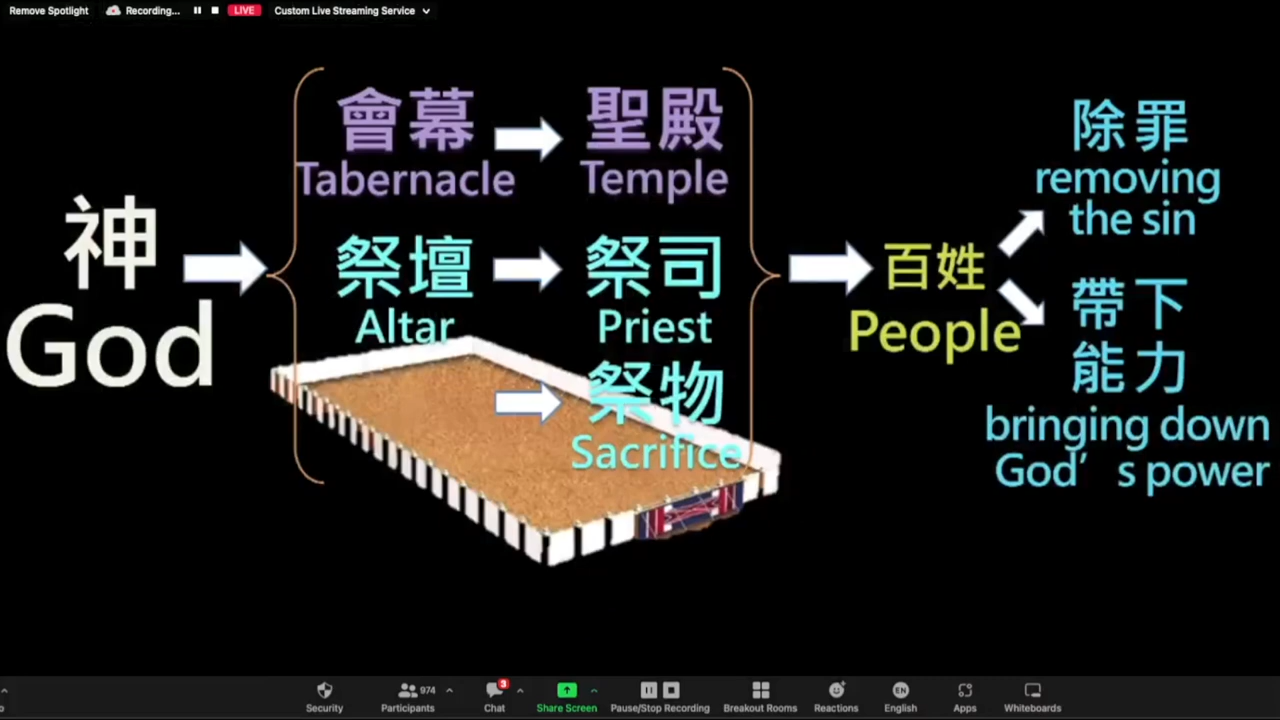 Remove Spotlight
Recording...
LIVE
Custom Live Streaming Service
神
God
會幕
Tabernacle
聖殿
Temple
祭壇
Altar
祭司
Priest
祭物
Sacrifice
百姓
People
除罪
removing
the sin
帶下
能力
bringing down
God’s power
Security
974
Participants
3
Chat
Share Screen
Pause/Stop Recording
Breakout Rooms
Reactions
EN
English
Apps
Whiteboards